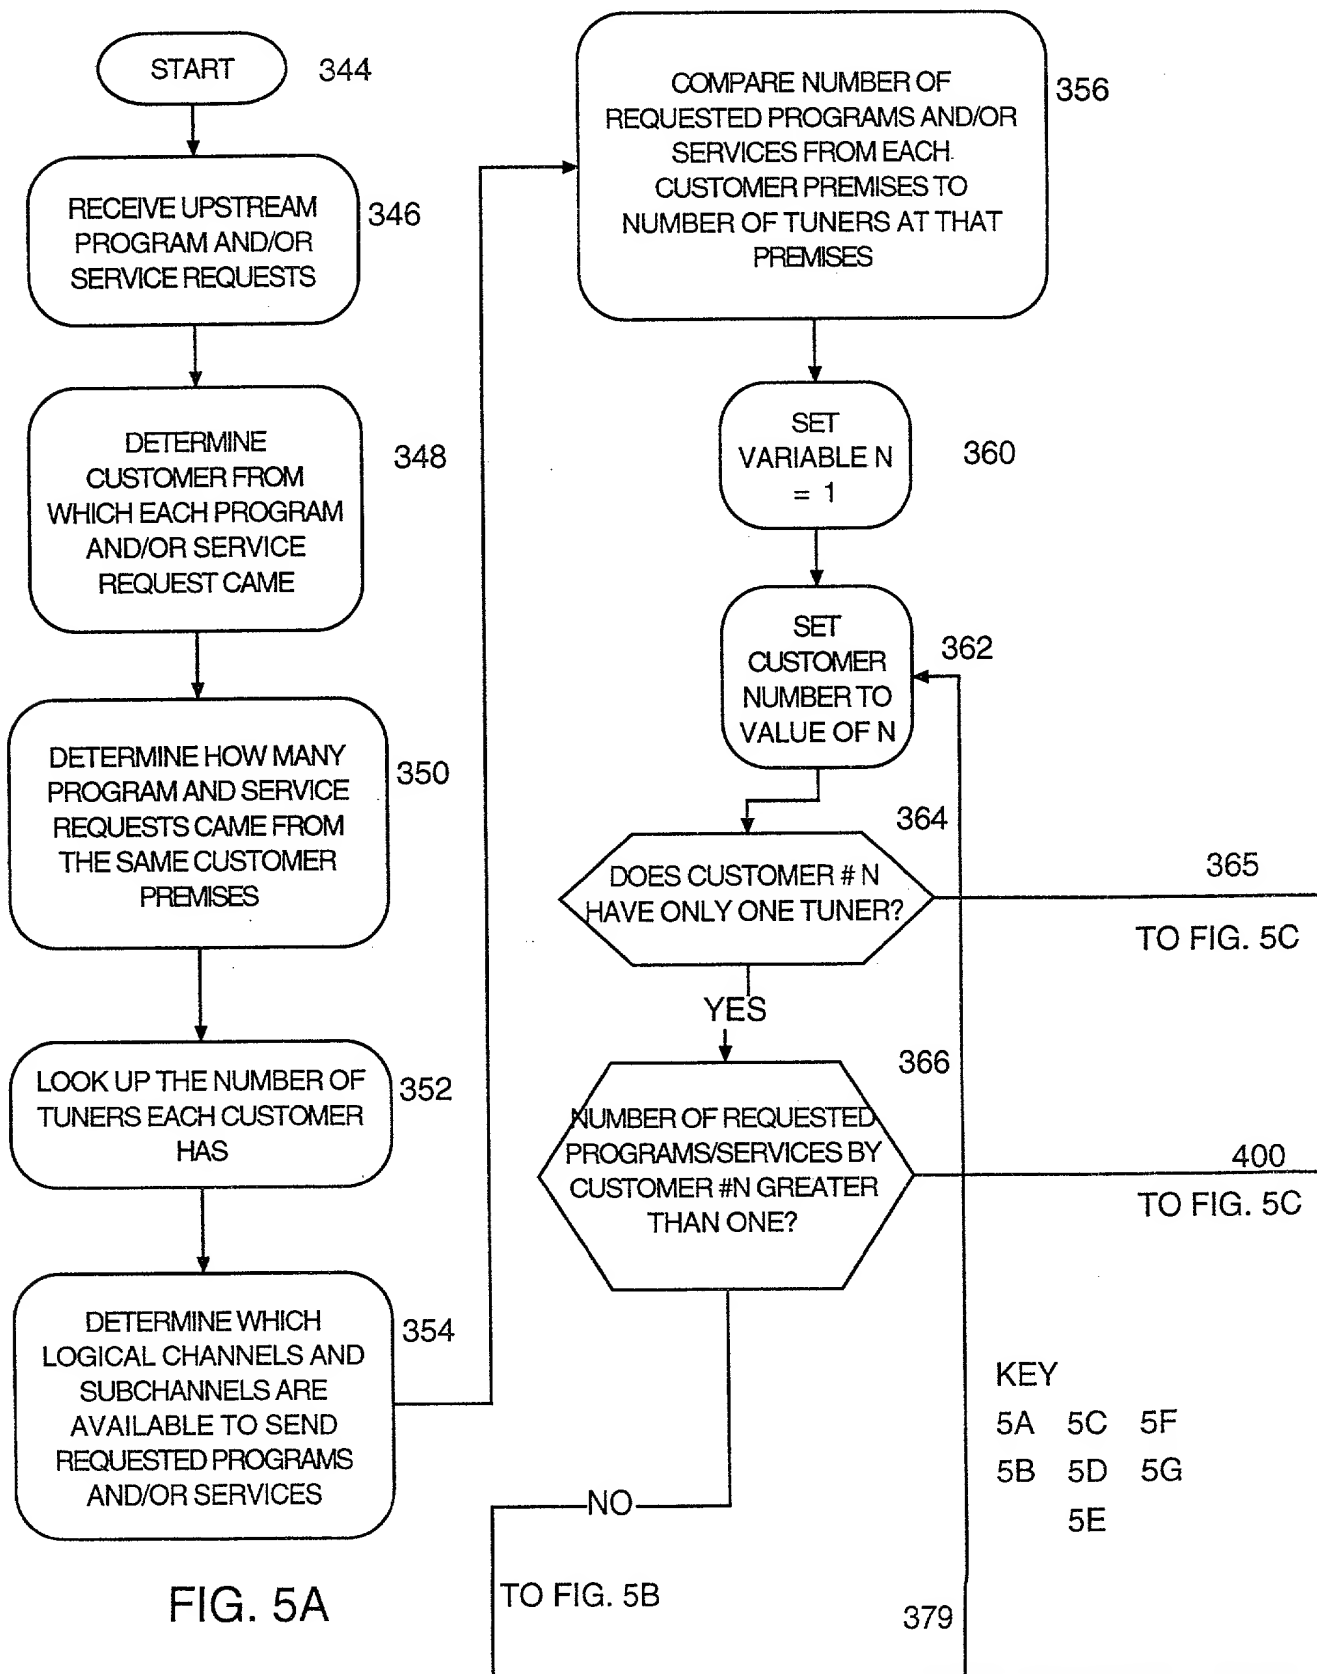 START
344
RECEIVE UPSTREAM
PROGRAM AND/OR
SERVICE REQUESTS
346
DETERMINE
CUSTOMER FROM
WHICH EACH PROGRAM
AND/OR SERVICE
REQUEST CAME
348
DETERMINE HOW MANY
PROGRAM AND SERVICE
REQUESTS CAME FROM
THE SAME CUSTOMER
PREMISES
350
LOOK UP THE NUMBER OF
TUNERS EACH CUSTOMER
HAS
352
DETERMINE WHICH
LOGICAL CHANNELS AND
SUBCHANNELS ARE
AVAILABLE TO SEND
REQUESTED PROGRAMS
AND/OR SERVICES
354
COMPARE NUMBER OF
REQUESTED PROGRAMS AND/OR
SERVICES FROM EACH
CUSTOMER PREMISES TO
NUMBER OF TUNERS AT THAT
PREMISES
356
SET
VARIABLE N
= 1
360
SET
CUSTOMER
NUMBER TO
VALUE OF N
362
DOES CUSTOMER # N
HAVE ONLY ONE TUNER?
364
365
TO FIG. 5C
YES
NUMBER OF REQUESTED
PROGRAMS/SERVICES BY
CUSTOMER #N GREATER
THAN ONE?
366
400
TO FIG. 5C
NO
TO FIG. 5B
379
KEY
5A 5C 5F
5B 5D 5G
5E
FIG. 5A